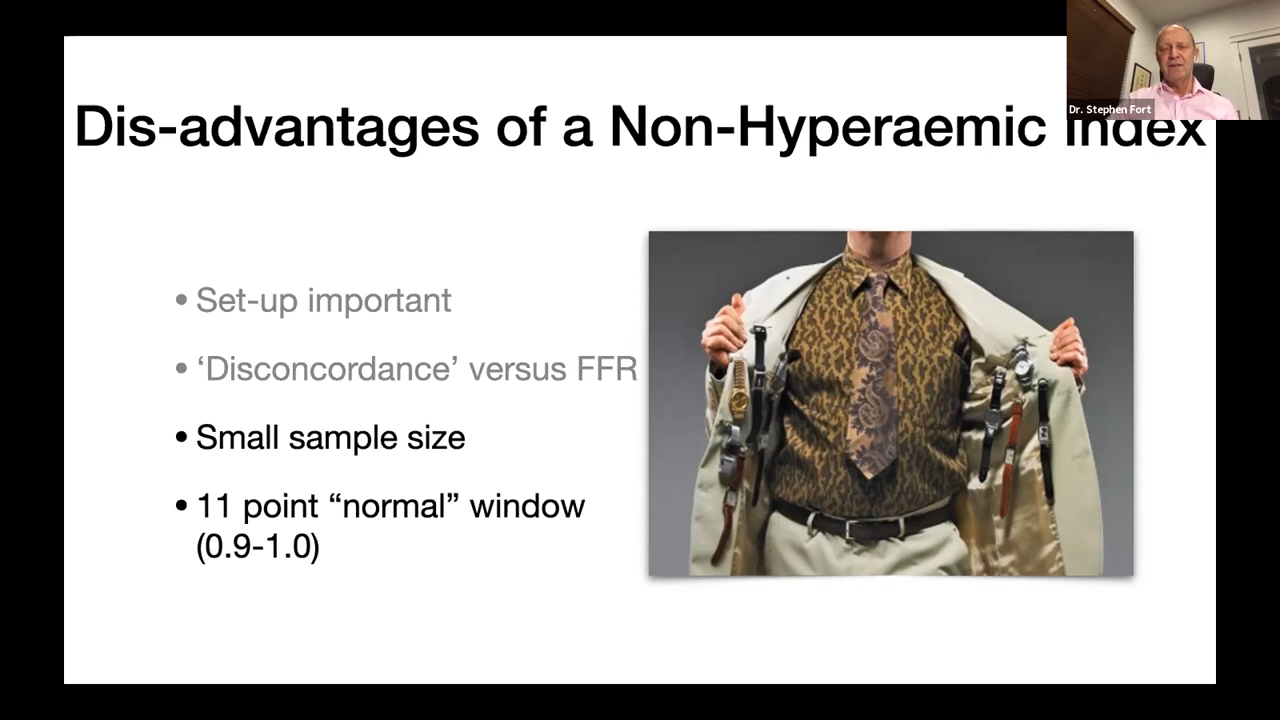 Dr. Stephen Fort
Dis-advantages of a Non-Hyperaemic Index
• Set-up important
• ‘Disconcordance’ versus FFR
• Small sample size
• 11 point “normal” window
(0.9-1.0)